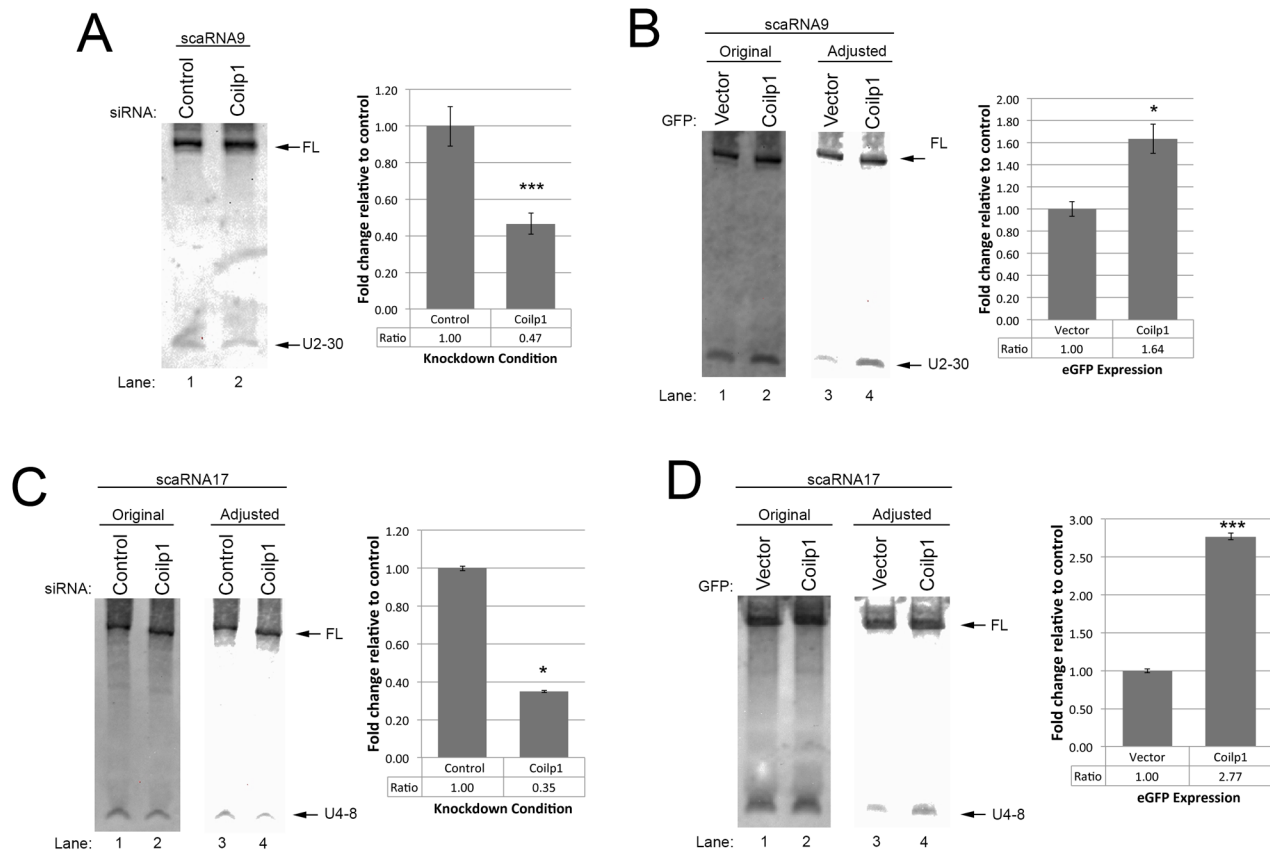 A
scaRNA9
siRNA: Control Coilp1
FL
U2-30
Lane: 1 2
Fold change relative to control
1.20
1.00
0.80
0.60
0.40
0.20
0.00
***
Control Coilp1
Ratio 1.00 0.47
Knockdown Condition
B
scaRNA9
Original Adjusted
GFP: Vector Coilp1 Vector Coilp1
FL
U2-30
Lane: 1 2 3 4
Fold change relative to control
2.00
1.80
1.60
1.40
1.20
1.00
0.80
0.60
0.40
0.20
0.00
*
Vector Coilp1
Ratio 1.00 1.64
eGFP Expression
C
scaRNA17
Original Adjusted
siRNA: Control Coilp1 Control Coilp1
FL
U4-8
Lane: 1 2 3 4
Fold change relative to control
1.20
1.00
0.80
0.60
0.40
0.20
0.00
*
Control Coilp1
Ratio 1.00 0.35
Knockdown Condition
D
scaRNA17
Original Adjusted
GFP: Vector Coilp1 Vector Coilp1
FL
U4-8
Lane: 1 2 3 4
Fold change relative to control
3.00
2.50
2.00
1.50
1.00
0.50
0.00
***
Vector Coilp1
Ratio 1.00 2.77
eGFP Expression